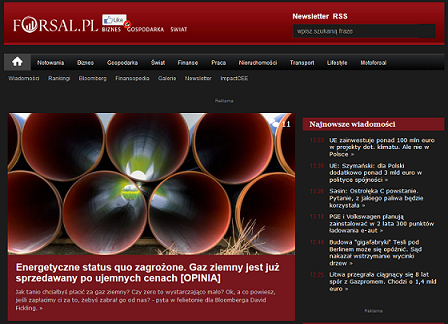 FORSAL.PL
Like
BIZNES GOSPODARKA ŚWIAT
Newsletter RSS
wpisz szukaną frazę
Notowania Biznes Gospodarka Świat Finanse Praca Nieruchomości Transport Lifestyle Motoforsal
Wiadomości Rankingi Bloomberg Finansopedia Galerie Newsletter ImpactCEE
Reklama
11
Energetyczne status quo zagrożone. Gaz ziemny jest już
sprzedawany po ujemnych cenach [OPINIA]
Jak tanio chciałbyś płacić za gaz ziemny? Czy zero to wystarczająco mało? Ok, a co powiesz,
jeśli zapłacimy ci za to, żebyś zabrał go od nas? - pyta w felietonie dla Bloomberga David
Fickling. »
Najnowsze wiadomości
UE zainwestuje ponad 100 mln euro
w projekty dot. klimatu. Ale nie w
Polsce »
UE: Szymański: dla Polski
dodatkowo ponad 3 mld euro w
polityce spójności »
Sasin: Ostrołęka C powstanie.
Pytanie, z jakiego paliwa będzie
korzystała »
PGE i Volkswagen planują
zainstalować w 2 lata 300 punktów
ładowania e-aut »
Budowa "gigafabryki" Tesli pod
Berlinem może się opóźnić. Sąd
nakazał wstrzymanie wycinki
drzew »
Litwa przegrała ciągnący się 8 lat
spór z Gazpromem. Chodzi o 1,4 mld
euro »
Reklama